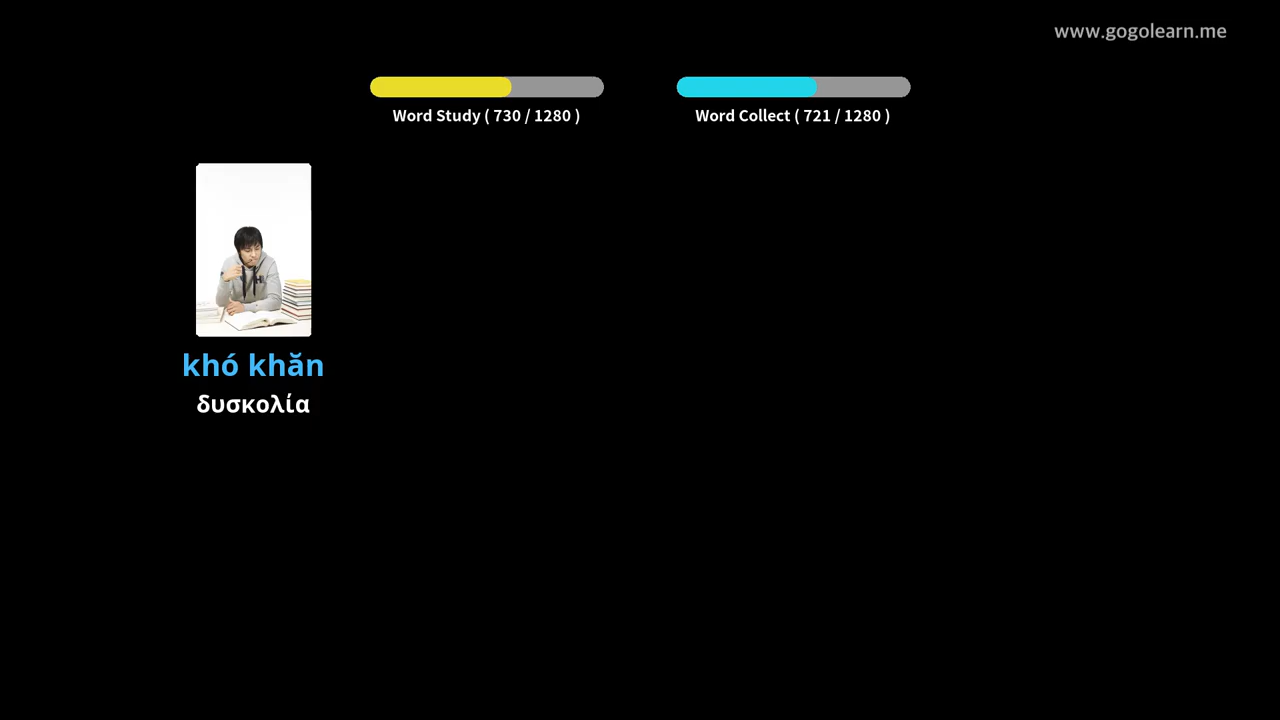 www.gogolearn.me
Word Study ( 730 / 1280 )
Word Collect ( 721 / 1280 )
khó khăn
δυσκολία